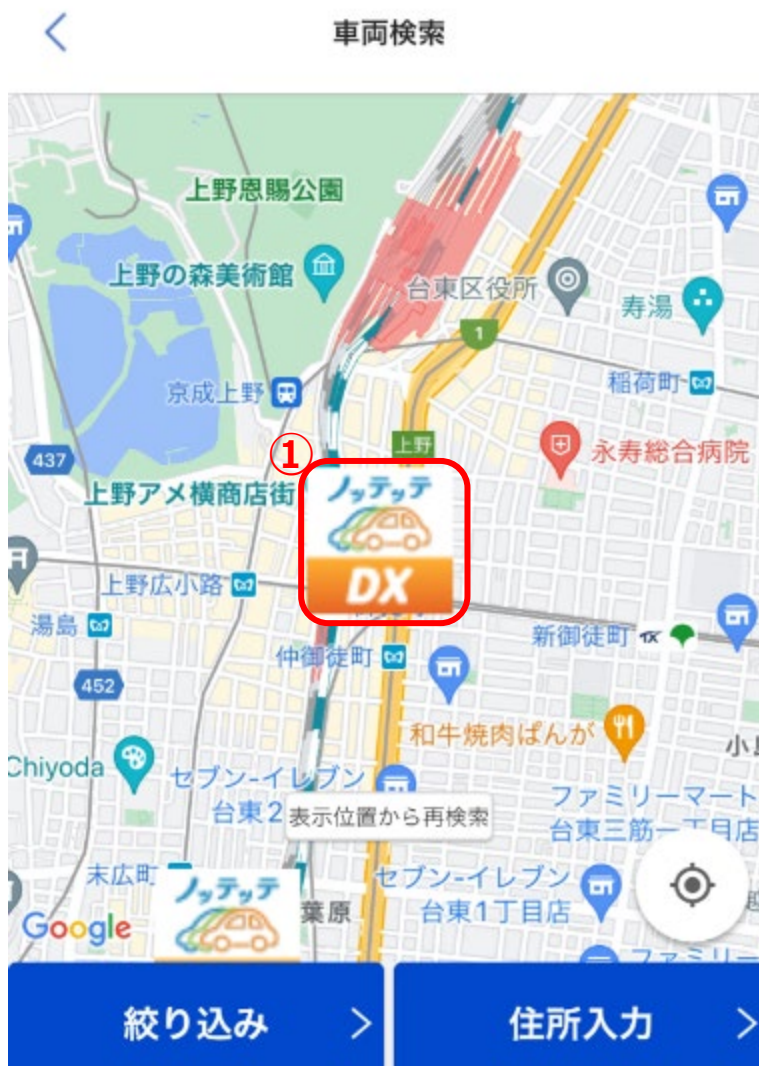 車両検索
上野恩賜公園
上野の森美術館
台東区役所
寿湯
1
京成上野
稲荷町
①
上野
437
永寿総合病院
上野アメ横商店街
ノッテッテ
DX
上野広小路
湯島
新御徒町
TX
仲御徒町
452
和牛焼肉ぱんが
小島
Chiyoda
セブン-イレブン
台東2
ファミリーマート
台東三筋一丁目店
表示位置から再検索
末広町
セブン-イレブン
台東1丁目店
ノッテッテ
葉原
Google
ファミリー
絞り込み
住所入力